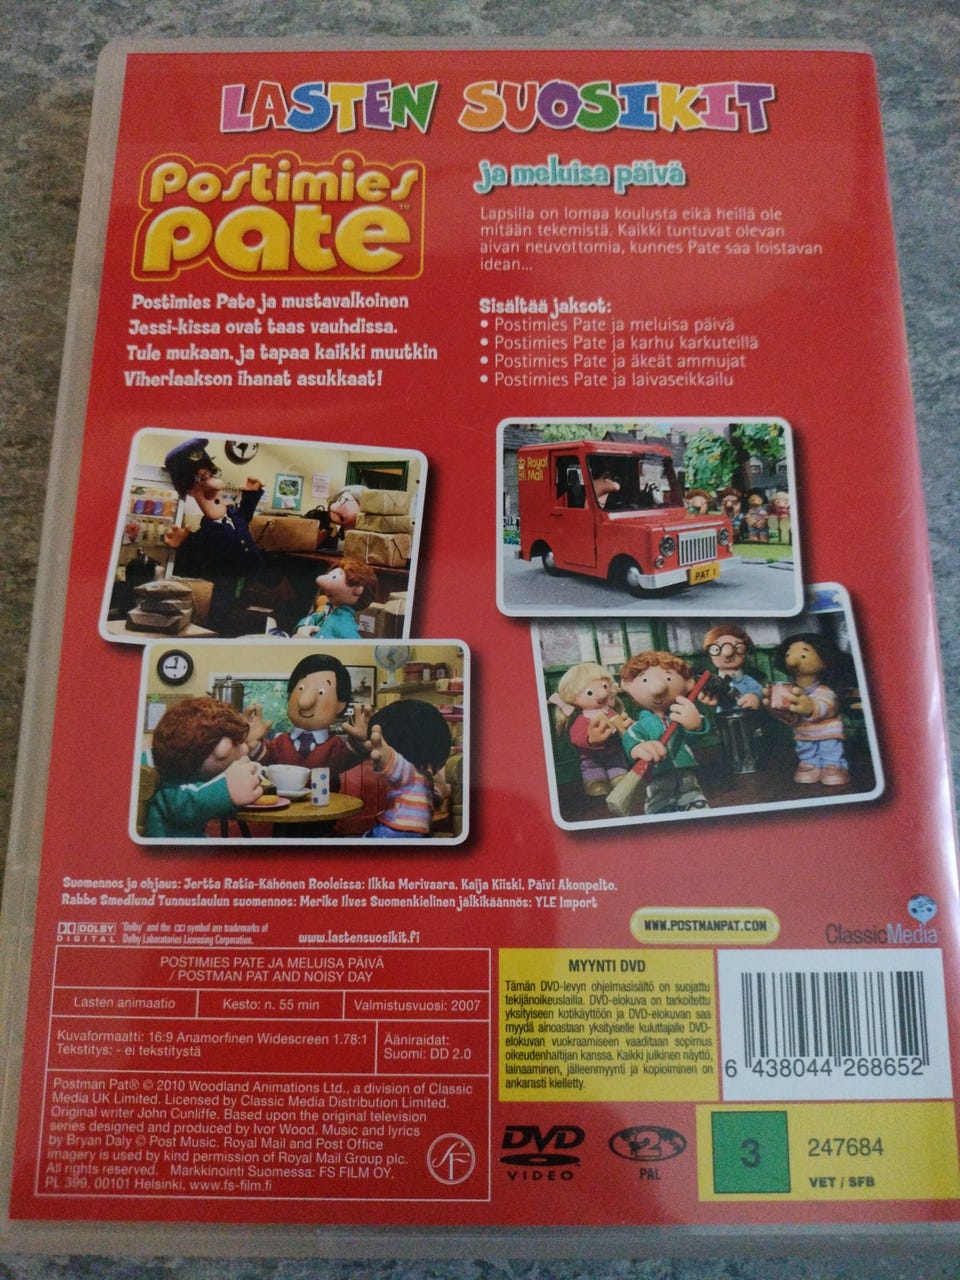 LASTEN SUOSIKIT
Postimies
pate™
Postimies Pate ja mustavalkoinen
Jessi-kissa ovat taas vauhdissa.
Tule mukaan, ja tapaa kaikki muutkin
Viherlaakson ihanat asukkaat!
ja meluisa päivä
Lapsilla on lomaa koulusta eikä heillä ole
mitään tekemistä. Kaikki tuntuvat olevan
aivan neuvottomia, kunnes Pate saa loistavan
idean...
Sisältää jaksot:
• Postimies Pate ja meluisa päivä
• Postimies Pate ja karhu karkuteillä
• Postimies Pate ja äkeät ammujat
• Postimies Pate ja laivaseikkailu
Royal
Mail
PAT 1
Suomennos ja ohjaus: Jertta Ratia-Kähönen Rooleissa: Ilkka Merivaara, Kaija Kiiski, Päivi Akonpelto,
Rabbe Smedlund Tunnuslaulun suomennos: Merike Ilves Suomenkielinen jälkikäännös: YLE Import
DOLBY
DIGITAL
"Dolby" and the DD symbol are trademarks of
Dolby Laboratories Licensing Corporation.
www.lastensuosikit.fi
WWW.POSTMANPAT.COM
ClassicMedia
POSTIMIES PATE JA MELUISA PÄIVÄ
/ POSTMAN PAT AND NOISY DAY
Lasten animaatio
Kesto: n. 55 min
Valmistusvuosi: 2007
Kuvaformaatti: 16:9 Anamorfinen Widescreen 1.78:1
Tekstitys: - ei tekstitystä
Ääniraidat:
Suomi: DD 2.0
Postman Pat® © 2010 Woodland Animations Ltd., a division of Classic
Media UK Limited. Licensed by Classic Media Distribution Limited.
Original writer John Cunliffe. Based upon the original television
series designed and produced by Ivor Wood. Music and lyrics
by Bryan Daly © Post Music. Royal Mail and Post Office
imagery is used by kind permission of Royal Mail Group plc.
All rights reserved. Markkinointi Suomessa: FS FILM OY,
PL 399, 00101 Helsinki, www.fs-film.fi
SF
MYYNTI DVD
Tämän DVD-levyn ohjelmasisältö on suojattu
tekijänoikeuslailla. DVD-elokuva on tarkoitettu
yksityiseen kotikäyttöön ja DVD-elokuvan saa
myydä ainoastaan yksityiselle kuluttajalle DVD-
elokuvan vuokraamiseen vaaditaan sopimus
oikeudenhaltijan kanssa. Kaikki julkinen näyttö,
lainaaminen, jälleenmyynti ja kopioiminen on
ankarasti kielletty.
6 438044 268652
DVD
VIDEO
2
PAL
3
247684
VET / SFB